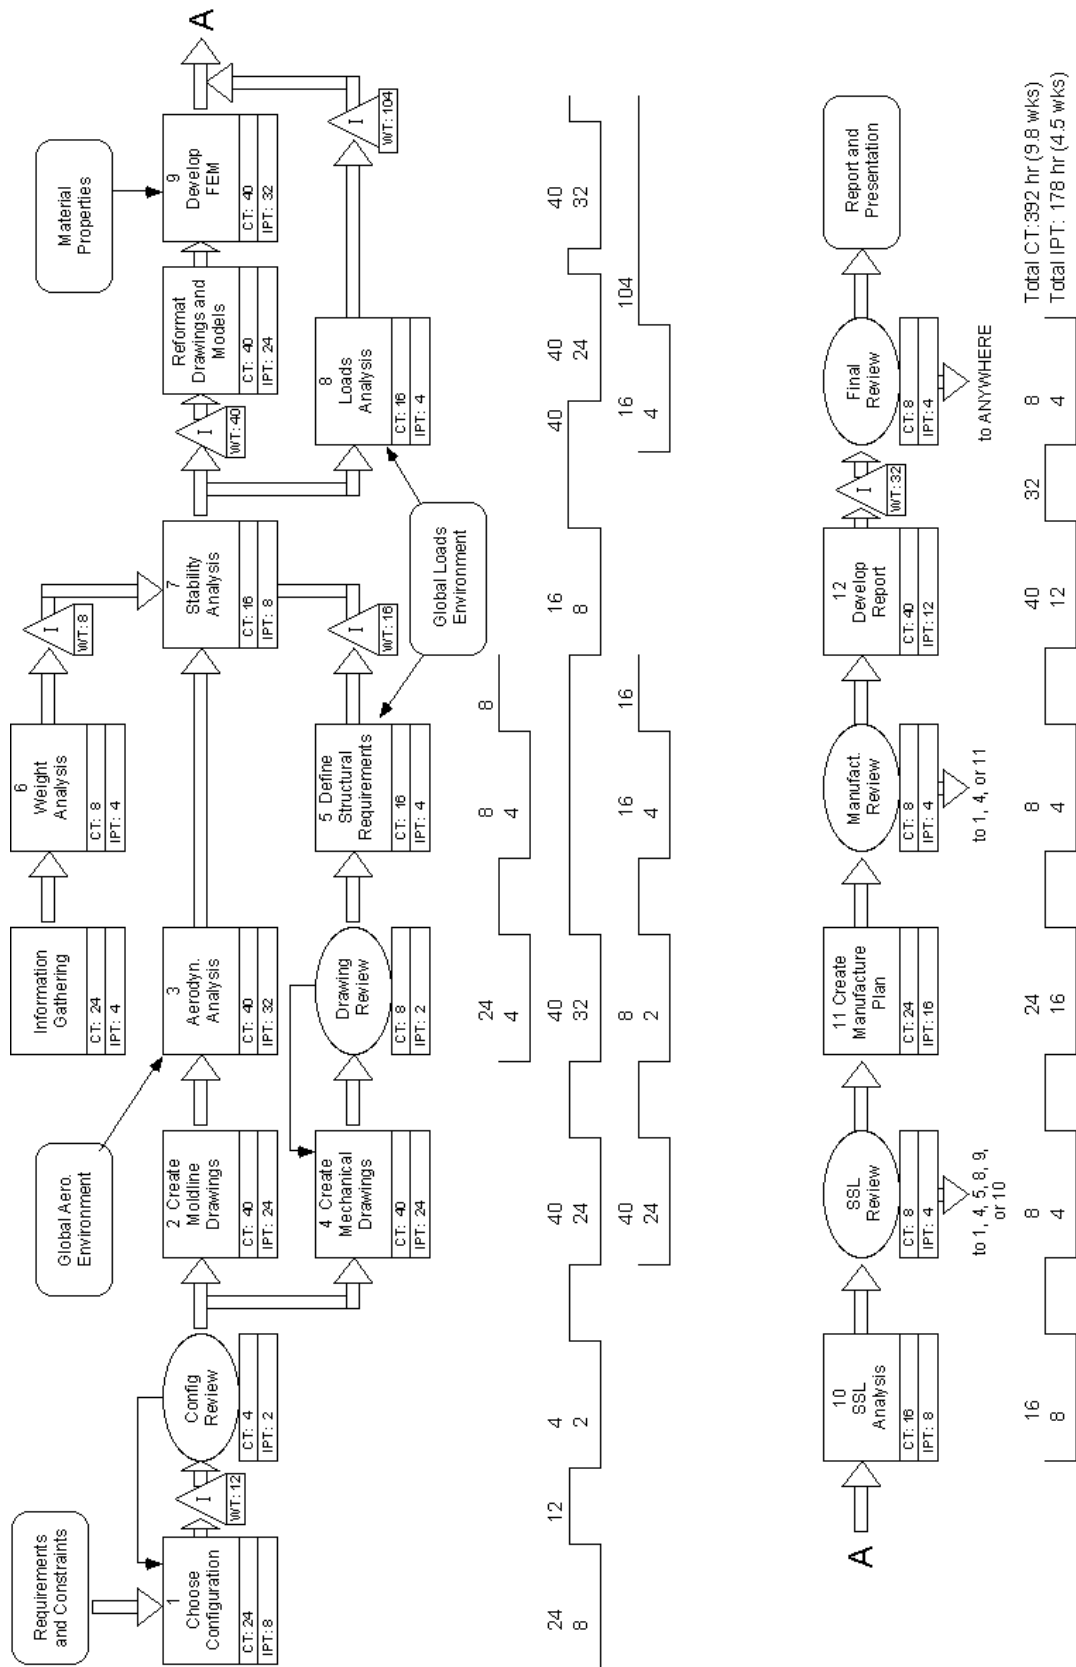 Requirements
and Constraints
1
Choose
Configuration
CT: 24
IPT: 8
I
WT: 12
Config
Review
CT: 4
IPT: 2
2 Create
Moldline
Drawings
CT: 40
IPT: 24
4 Create
Mechanical
Drawings
CT: 40
IPT: 24
Global Aero.
Environment
Information
Gathering
CT: 24
IPT: 4
3
Aerodyn.
Analysis
CT: 40
IPT: 32
Drawing
Review
CT: 8
IPT: 2
6
Weight
Analysis
CT: 8
IPT: 4
I
WT: 8
5 Define
Structural
Requirements
CT: 16
IPT: 4
I
WT: 16
7
Stability
Analysis
CT: 16
IPT: 8
Global Loads
Environment
I
WT: 40
Reformat
Drawings and
Models
CT: 40
IPT: 24
8
Loads
Analysis
CT: 16
IPT: 4
Material
Properties
9
Develop
FEM
CT: 40
IPT: 32
I
WT: 104
A
24 8 8
4 4
24 12 4 40 40 16 40 40 40
8 2 24 32 8 24 32
40 8 16 16 16 104
24 2 4 4
A
10
SSL
Analysis
CT: 16
IPT: 8
SSL
Review
CT: 8
IPT: 4
to 1, 4, 5, 8, 9,
or 10
11 Create
Manufacture
Plan
CT: 24
IPT: 16
Manufact.
Review
CT: 8
IPT: 4
to 1, 4, or 11
12
Develop
Report
CT: 40
IPT: 12
I
WT: 32
Final
Review
CT: 8
IPT: 4
to ANYWHERE
Report and
Presentation
16 8 24 8 40 32 8
8 4 16 4 12 4
Total CT:392 hr (9.8 wks)
Total IPT: 178 hr (4.5 wks)